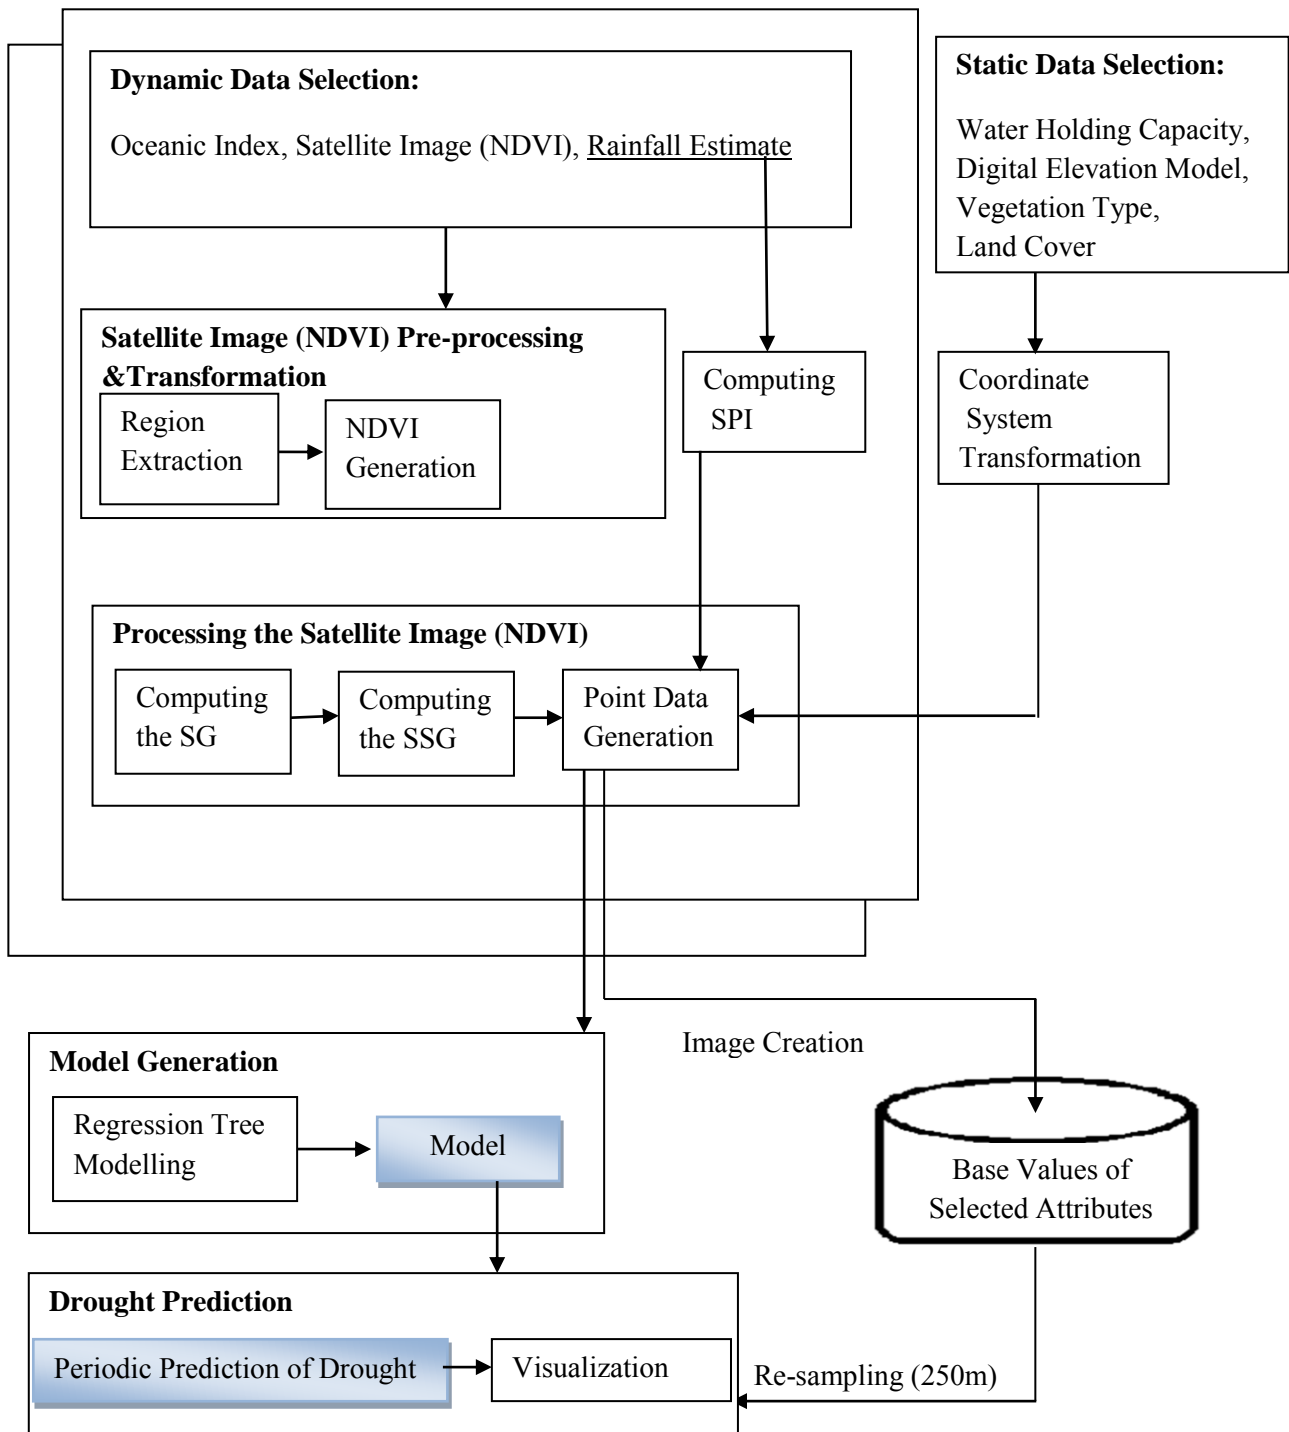 Dynamic Data Selection:
Oceanic Index, Satellite Image (NDVI), Rainfall Estimate
Static Data Selection:
Water Holding Capacity,
Digital Elevation Model,
Vegetation Type,
Land Cover
Satellite Image (NDVI) Pre-processing
&Transformation
Region
Extraction
NDVI
Generation
Computing
SPI
Coordinate
System
Transformation
Processing the Satellite Image (NDVI)
Computing
the SG
Computing
the SSG
Point Data
Generation
Model Generation
Regression Tree
Modelling
Model
Image Creation
Base Values of
Selected Attributes
Drought Prediction
Periodic Prediction of Drought
Visualization
Re-sampling (250m)